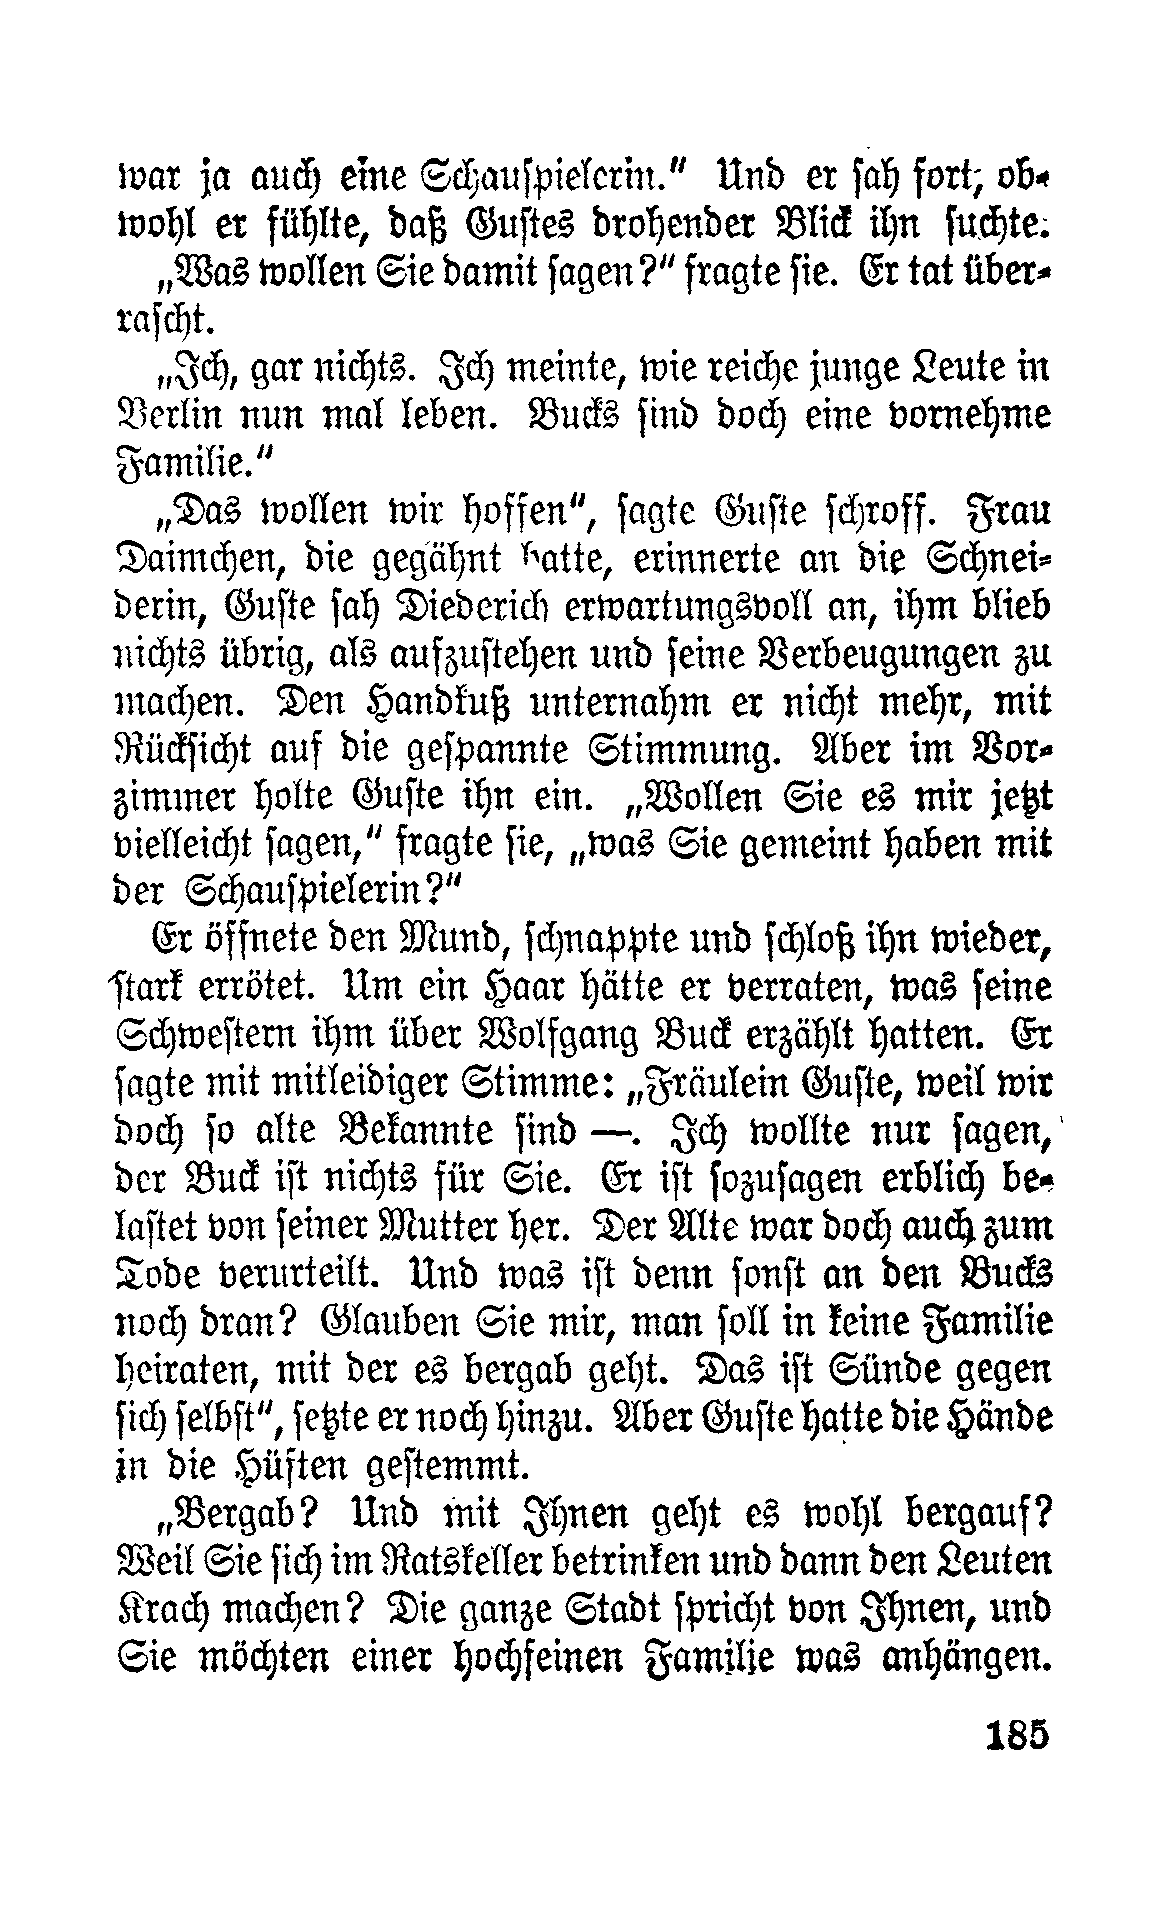 war ja auch eine Schauspielerin." Und er sah fort, ob-
wohl er fühlte, daß Gustes drohender Blick ihn suchte.
„Was wollen Sie damit sagen?" fragte sie. Er tat über-
rascht.
„Ich, gar nichts. Ich meinte, wie reiche junge Leute in
Berlin nun mal leben. Bucks sind doch eine vornehme
Familie."
„Das wollen wir hoffen", sagte Guste schroff. Frau
Daimchen, die gegähnt hatte, erinnerte an die Schnei-
derin, Guste sah Diederich erwartungsvoll an, ihm blieb
nichts übrig, als aufzustehen und seine Verbeugungen zu
machen. Den Handkuß unternahm er nicht mehr, mit
Rücksicht auf die gespannte Stimmung. Aber im Vor-
zimmer holte Guste ihn ein. „Wollen Sie es mir jetzt
vielleicht sagen," fragte sie, „was Sie gemeint haben mit
der Schauspielerin?"
Er öffnete den Mund, schnappte und schloß ihn wieder,
stark errötet. Um ein Haar hätte er verraten, was seine
Schwestern ihm über Wolfgang Buck erzählt hatten. Er
sagte mit mitleidiger Stimme: „Fräulein Guste, weil wir
doch so alte Bekannte sind —. Ich wollte nur sagen,
der Buck ist nichts für Sie. Er ist sozusagen erblich be-
lastet von seiner Mutter her. Der Alte war doch auch zum
Tode verurteilt. Und was ist denn sonst an den Bucks
noch dran? Glauben Sie mir, man soll in keine Familie
heiraten, mit der es bergab geht. Das ist Sünde gegen
sich selbst", setzte er noch hinzu. Aber Guste hatte die Hände
in die Hüften gestemmt.
„Bergab? Und mit Ihnen geht es wohl bergauf?
Weil Sie sich im Ratskeller betrinken und dann den Leuten
Krach machen? Die ganze Stadt spricht von Ihnen, und
Sie möchten einer hochfeinen Familie was anhängen.
185